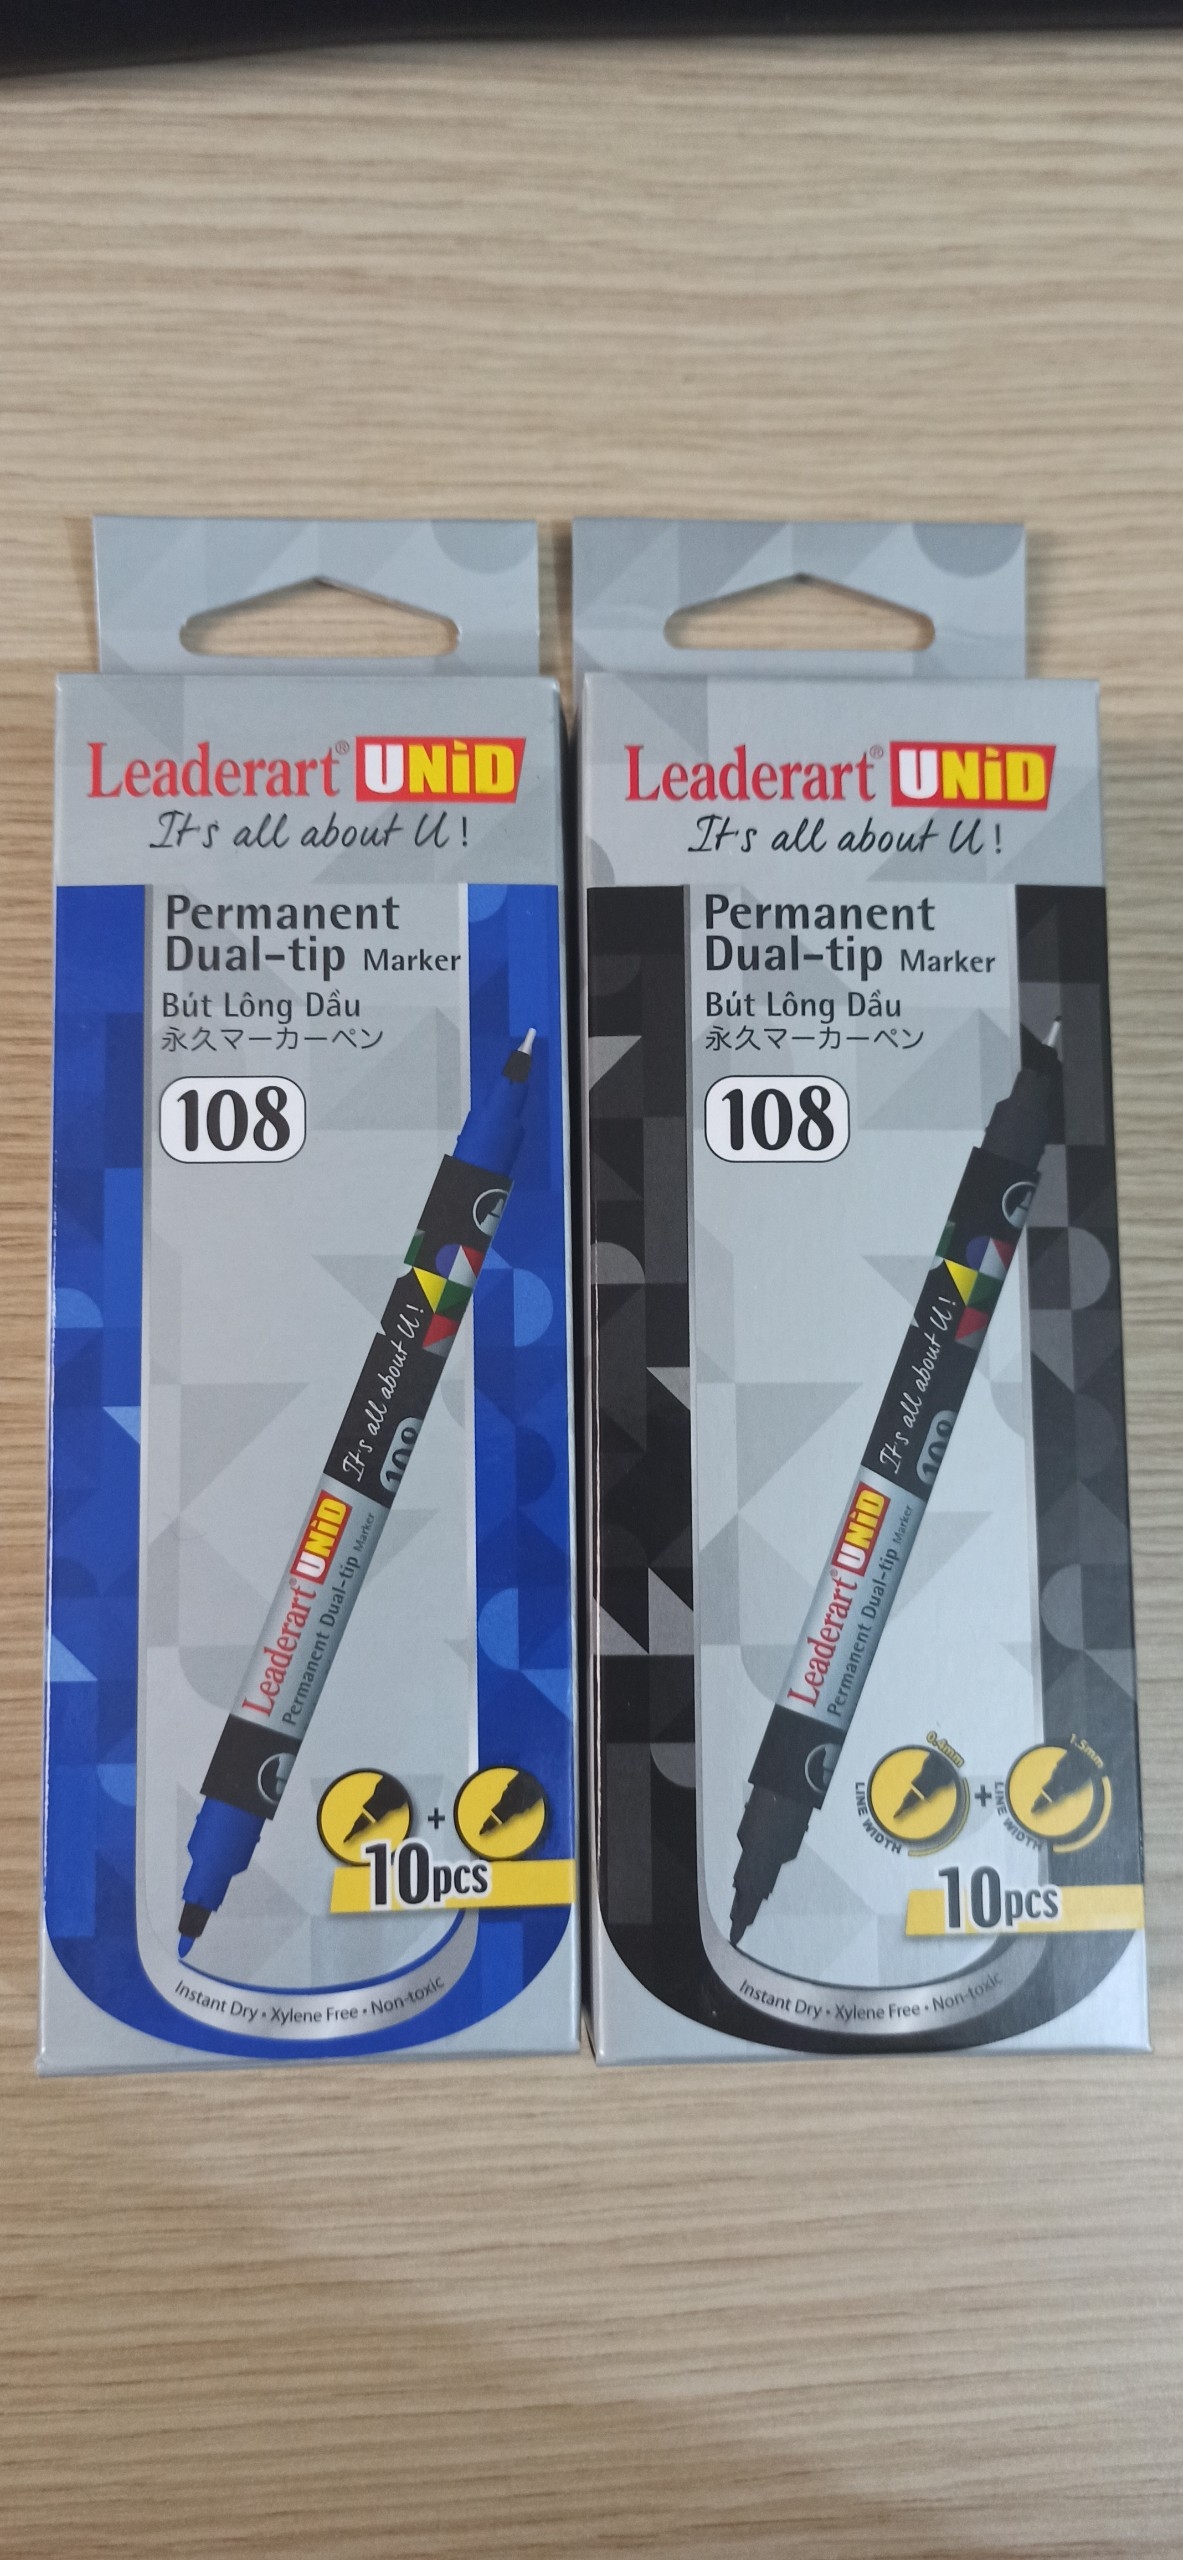 Leaderart® UNiD
It's all about U!
Permanent
Dual-tip Marker
Bút Lông Dầu
永久マーカーペン
108
It's all about U!
108
Leaderart® UNiD
Permanent Dual-tip Marker
+
10pcs
Instant Dry • Xylene Free • Non-toxic
Leaderart® UNiD
It's all about U!
Permanent
Dual-tip Marker
Bút Lông Dầu
永久マーカーペン
108
It's all about U!
108
Leaderart® UNiD
Permanent Dual-tip Marker
0.4mm
LINE WIDTH
+
1.5mm
LINE WIDTH
10pcs
Instant Dry • Xylene Free • Non-toxic